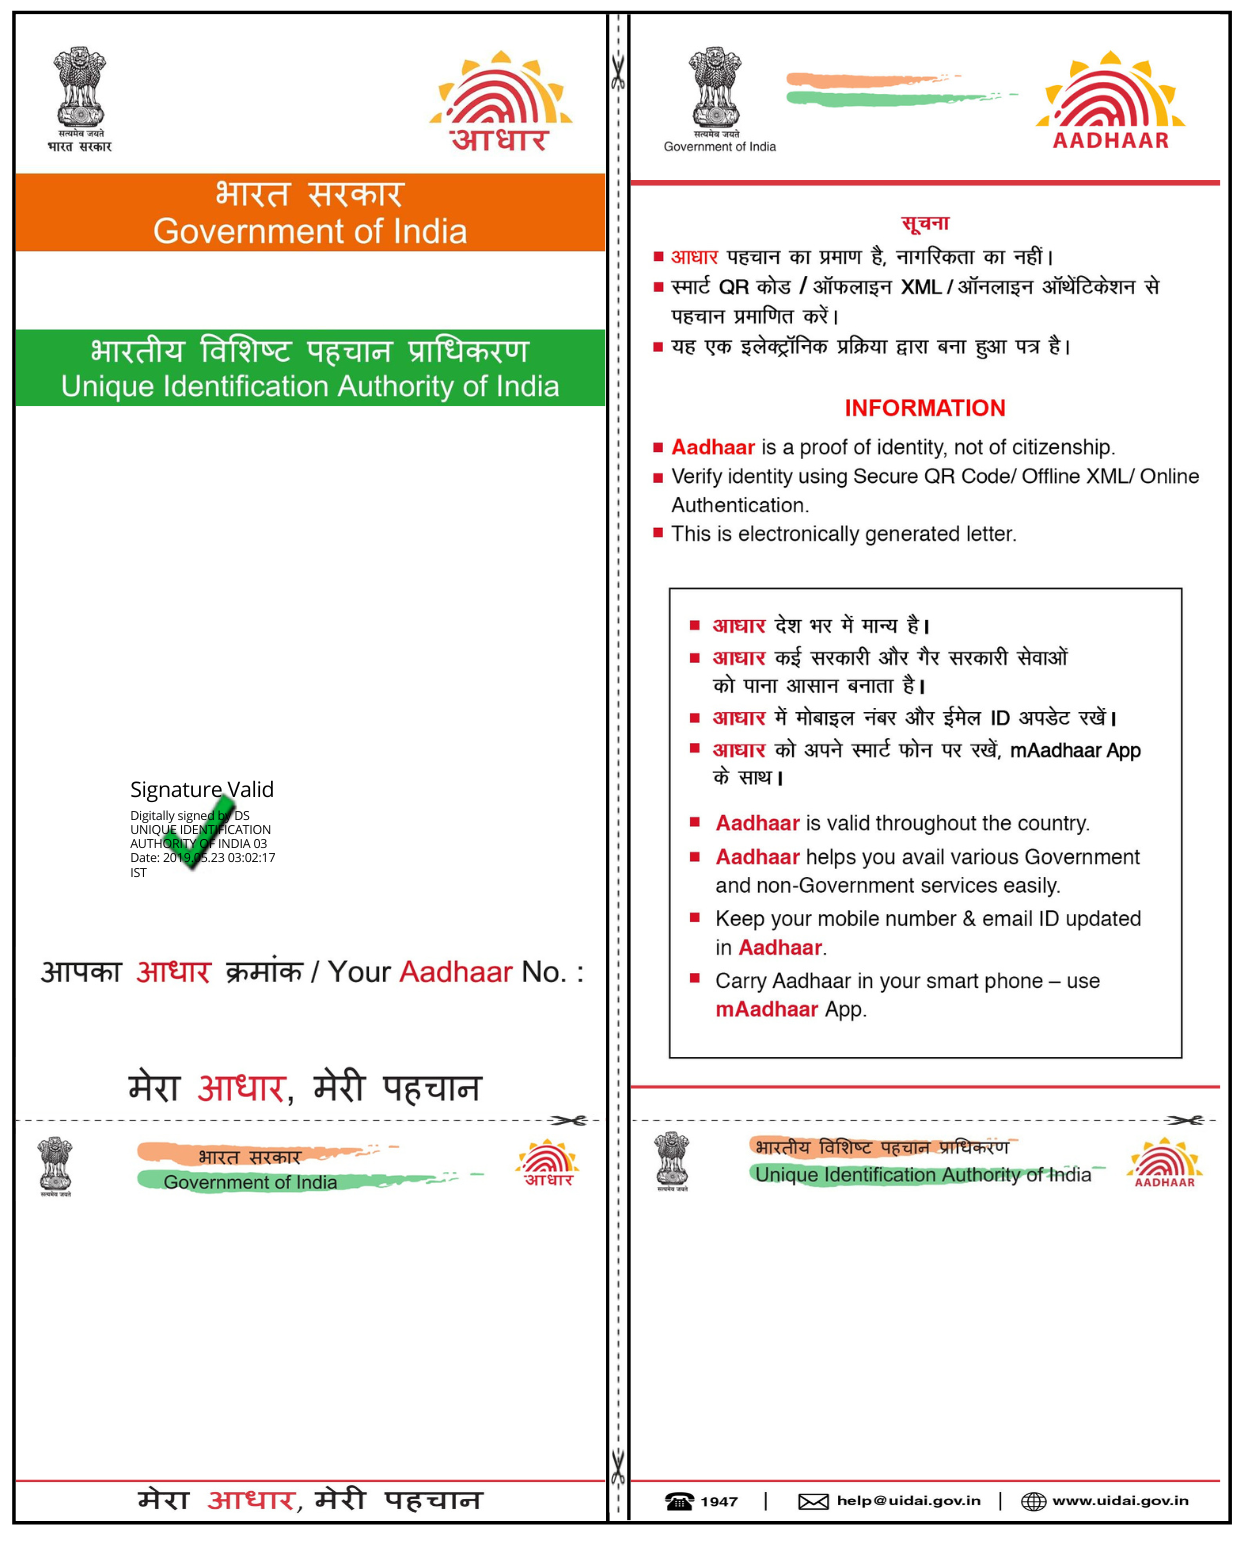 सत्यमेव जयते
भारत सरकार
आधार
भारत सरकार
Government of India
भारतीय विशिष्ट पहचान प्राधिकरण
Unique Identification Authority of India
Signature Valid
Digitally signed by DS
UNIQUE IDENTIFICATION
AUTHORITY OF INDIA 03
Date: 2019.05.23 03:02:17
IST
आपका आधार क्रमांक / Your Aadhaar No. :
मेरा आधार, मेरी पहचान
सत्यमेव जयते
भारत सरकार
Government of India
आधार
मेरा आधार, मेरी पहचान
सत्यमेव जयते
Government of India
AADHAAR
सूचना
आधार पहचान का प्रमाण है, नागरिकता का नहीं।
स्मार्ट QR कोड / ऑफलाइन XML / ऑनलाइन ऑथेंटिकेशन से
पहचान प्रमाणित करें।
यह एक इलेक्ट्रॉनिक प्रक्रिया द्वारा बना हुआ पत्र है।
INFORMATION
Aadhaar is a proof of identity, not of citizenship.
Verify identity using Secure QR Code/ Offline XML/ Online
Authentication.
This is electronically generated letter.
आधार देश भर में मान्य है।
आधार कई सरकारी और गैर सरकारी सेवाओं
को पाना आसान बनाता है।
आधार में मोबाइल नंबर और ईमेल ID अपडेट रखें।
आधार को अपने स्मार्ट फोन पर रखें, mAadhaar App
के साथ।
Aadhaar is valid throughout the country.
Aadhaar helps you avail various Government
and non-Government services easily.
Keep your mobile number & email ID updated
in Aadhaar.
Carry Aadhaar in your smart phone – use
mAadhaar App.
सत्यमेव जयते
भारतीय विशिष्ट पहचान प्राधिकरण
Unique Identification Authority of India
AADHAAR
1947 | help@uidai.gov.in | www.uidai.gov.in